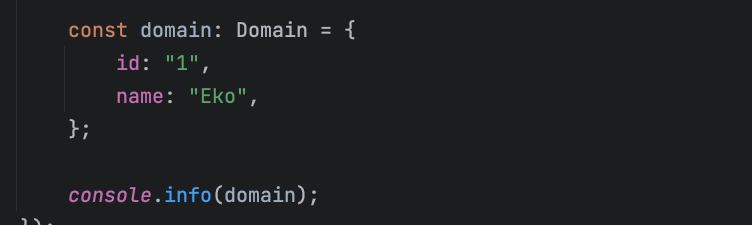 const domain: Domain = {
id: "1",
name: "Eko",
};
console.info(domain);
});